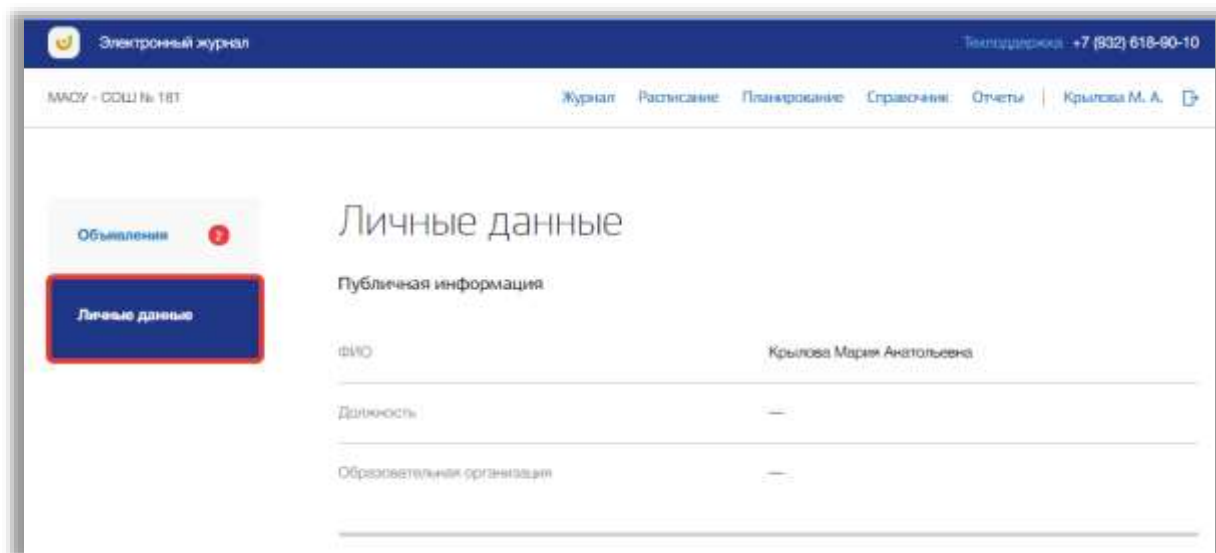 Электронный журнал
Техподдержка +7 (932) 618-90-10
МАОУ - СОШ № 181
Журнал Расписание Планирование Справочник Отчеты Крылова М. А.
Объявления
Личные данные
Публичная информация
Личные данные
ФИО Крылова Мария Анатольевна
Должность —
Образовательная организация —